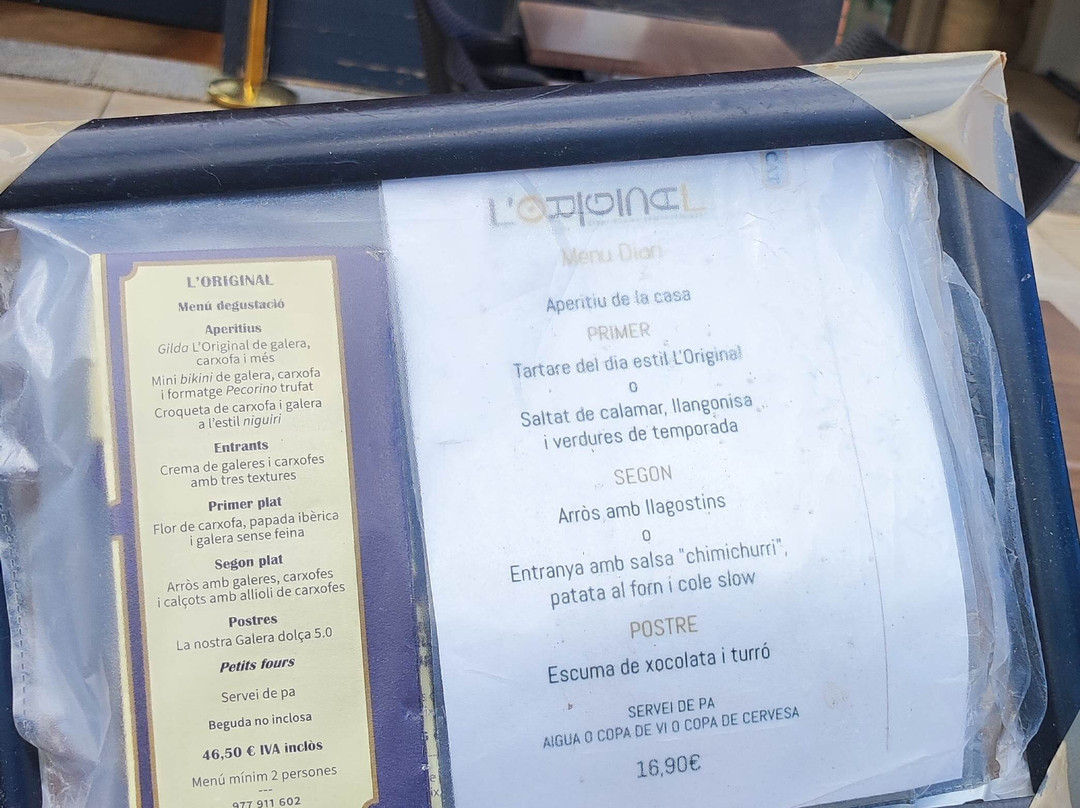 L'ORIGINAL
Menú degustació
Aperitius
Gilda L'Original de galera,
carxofa i més
Mini bikini de galera, carxofa
i formatge Pecorino trufat
Croqueta de carxofa i galera
a l'estil niguiri
Entrants
Crema de galeres i carxofes
amb tres textures
Primer plat
Flor de carxofa, papada ibèrica
i galera sense feina
Segon plat
Arròs amb galeres, carxofes
i calçots amb allioli de carxofes
Postres
La nostra Galera dolça 5.0
Petits fours
Servei de pa
Beguda no inclosa
46,50 € IVA inclòs
Menú mínim 2 persones
---
977 911 602
CAT
L'ORIGINAL
Menu Diari
Aperitiu de la casa
PRIMER
Tartare del dia estil L'Original
o
Saltat de calamar, llangonisa
i verdures de temporada
SEGON
Arròs amb llagostins
o
Entranya amb salsa "chimichurri",
patata al forn i cole slow
POSTRE
Escuma de xocolata i turró
SERVEI DE PA
AIGUA O COPA DE VI O COPA DE CERVESA
16,90€